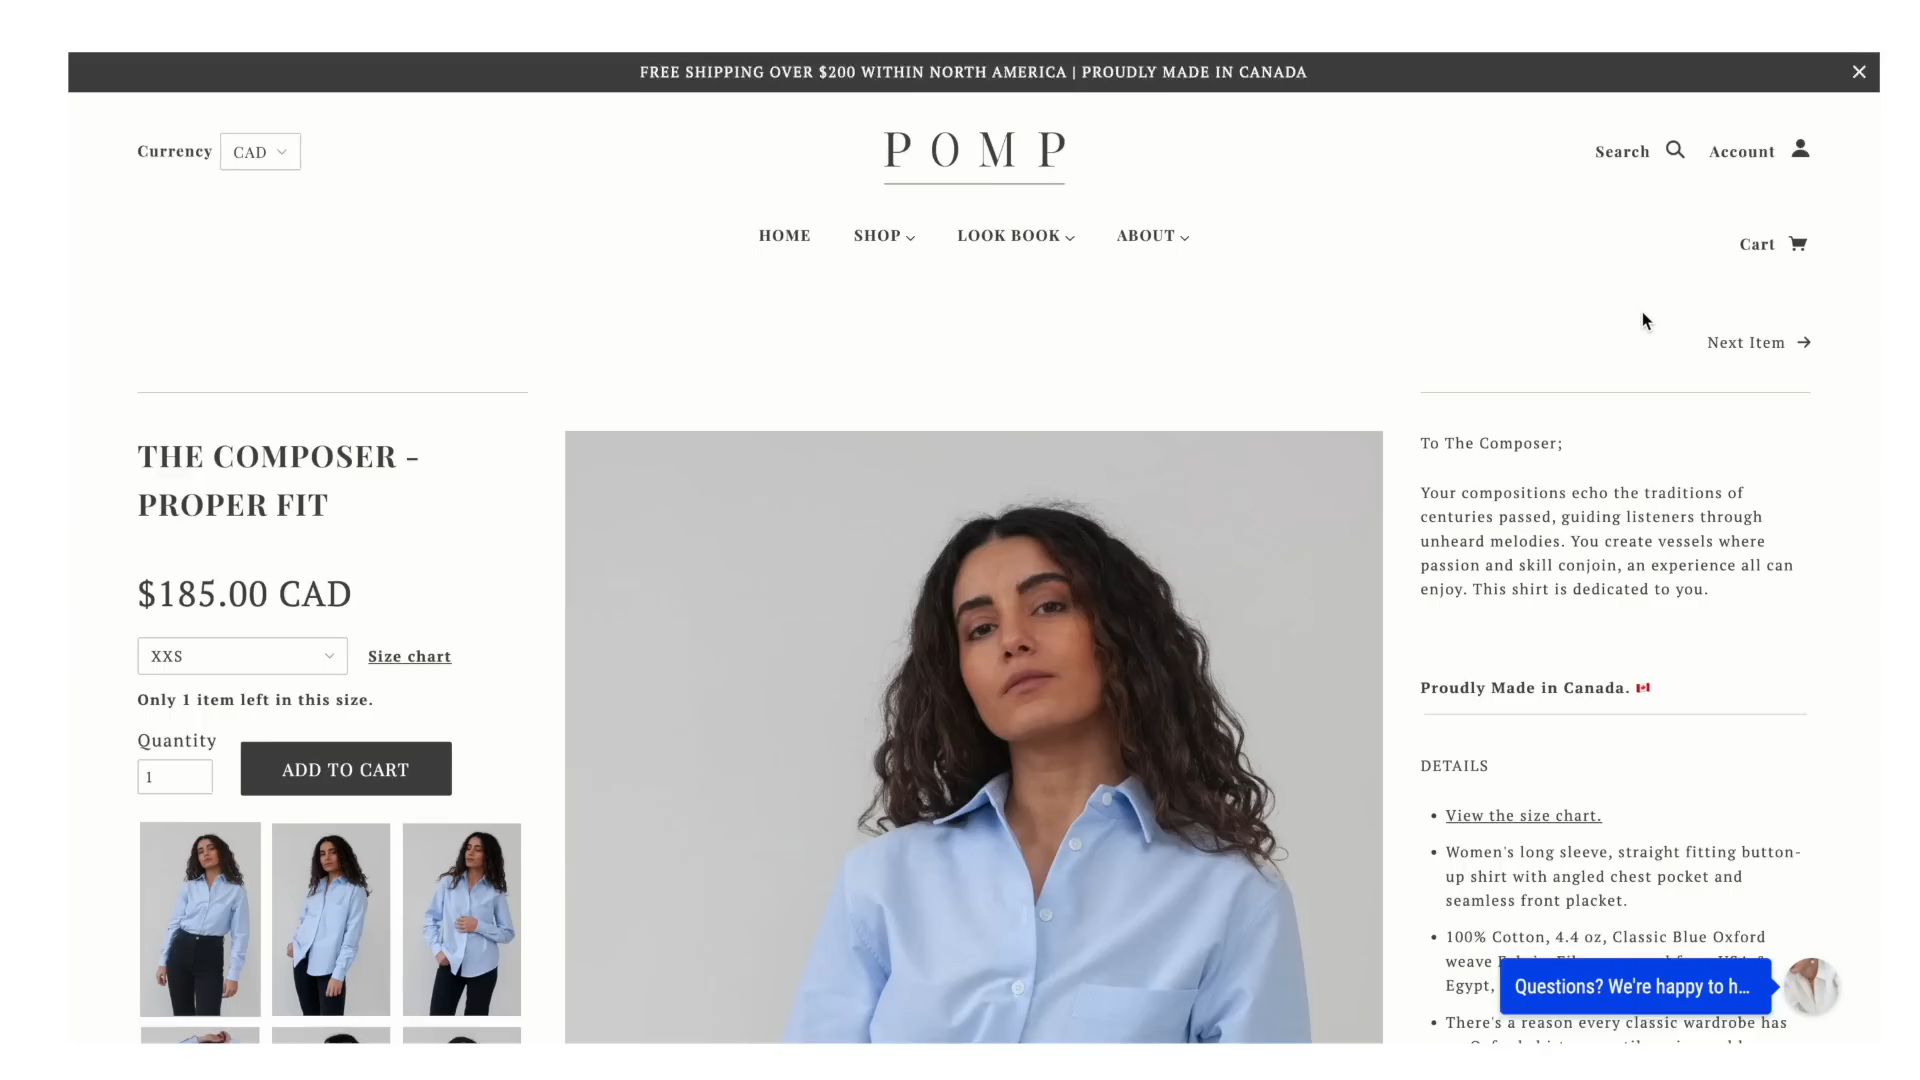 FREE SHIPPING OVER $200 WITHIN NORTH AMERICA | PROUDLY MADE IN CANADA
Currency
CAD
POMP
Search
Account
HOME
SHOP
LOOK BOOK
ABOUT
Cart
Next Item
THE COMPOSER -
PROPER FIT
$185.00 CAD
XXS
Size chart
Only 1 item left in this size.
Quantity
1
ADD TO CART
To The Composer;
Your compositions echo the traditions of
centuries passed, guiding listeners through
unheard melodies. You create vessels where
passion and skill conjoin, an experience all can
enjoy. This shirt is dedicated to you.
Proudly Made in Canada.
DETAILS
View the size chart.
Women's long sleeve, straight fitting button-
up shirt with angled chest pocket and
seamless front placket.
100% Cotton, 4.4 oz, Classic Blue Oxford
weave
Egypt,
Questions? We're happy to h...
There's a reason every classic wardrobe has